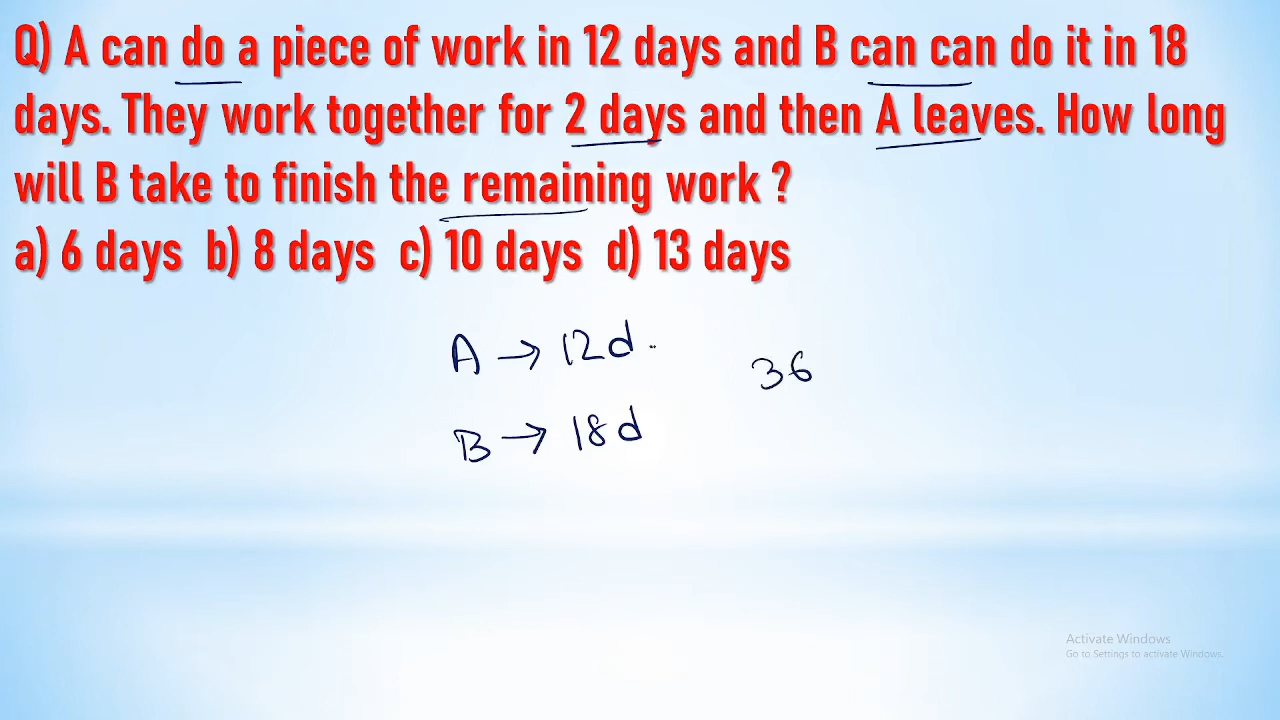 Q) A can do a piece of work in 12 days and B can can do it in 18
days. They work together for 2 days and then A leaves. How long
will B take to finish the remaining work ?
a) 6 days b) 8 days c) 10 days d) 13 days
A → 12d
36
B → 18d
Activate Windows
Go to Settings to activate Windows.